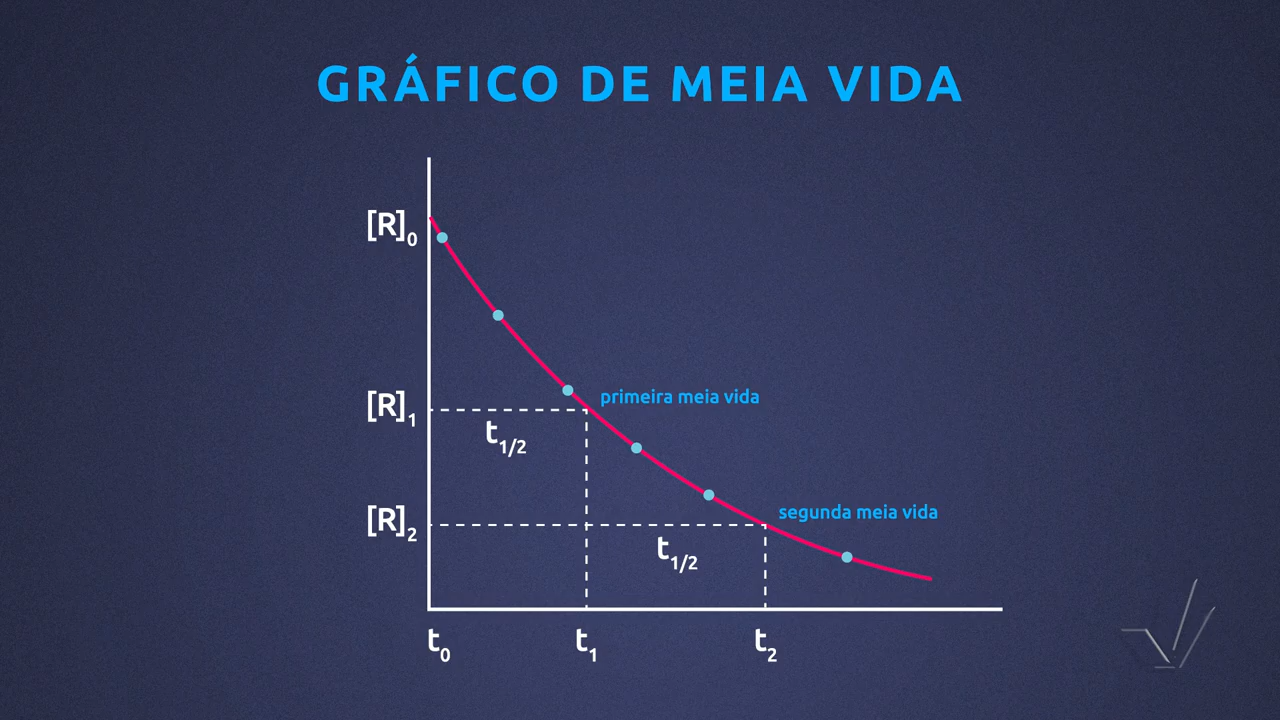 GRÁFICO DE MEIA VIDA
[R]₀
[R]₁
primeira meia vida
t₁/₂
[R]₂
segunda meia vida
t₁/₂
t₀ t₁ t₂